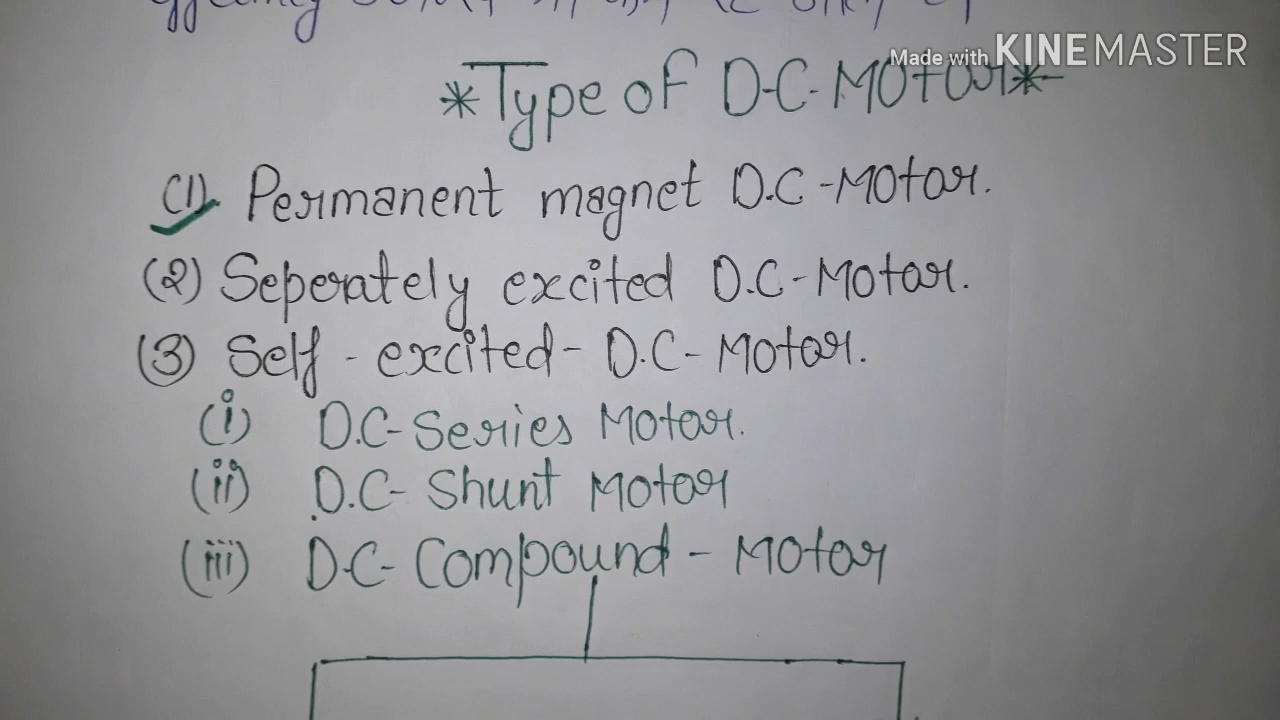 Made with KINEMASTER
*Type of D-C-Motor*
(1). Permanent magnet D.C-Motor.
(2) Seperately excited D.C-Motor.
(3) Self-excited-D.C-Motor.
(i) D.C-Series Motor.
(ii) D.C- Shunt Motor
(iii) D-C- Compound - Motor